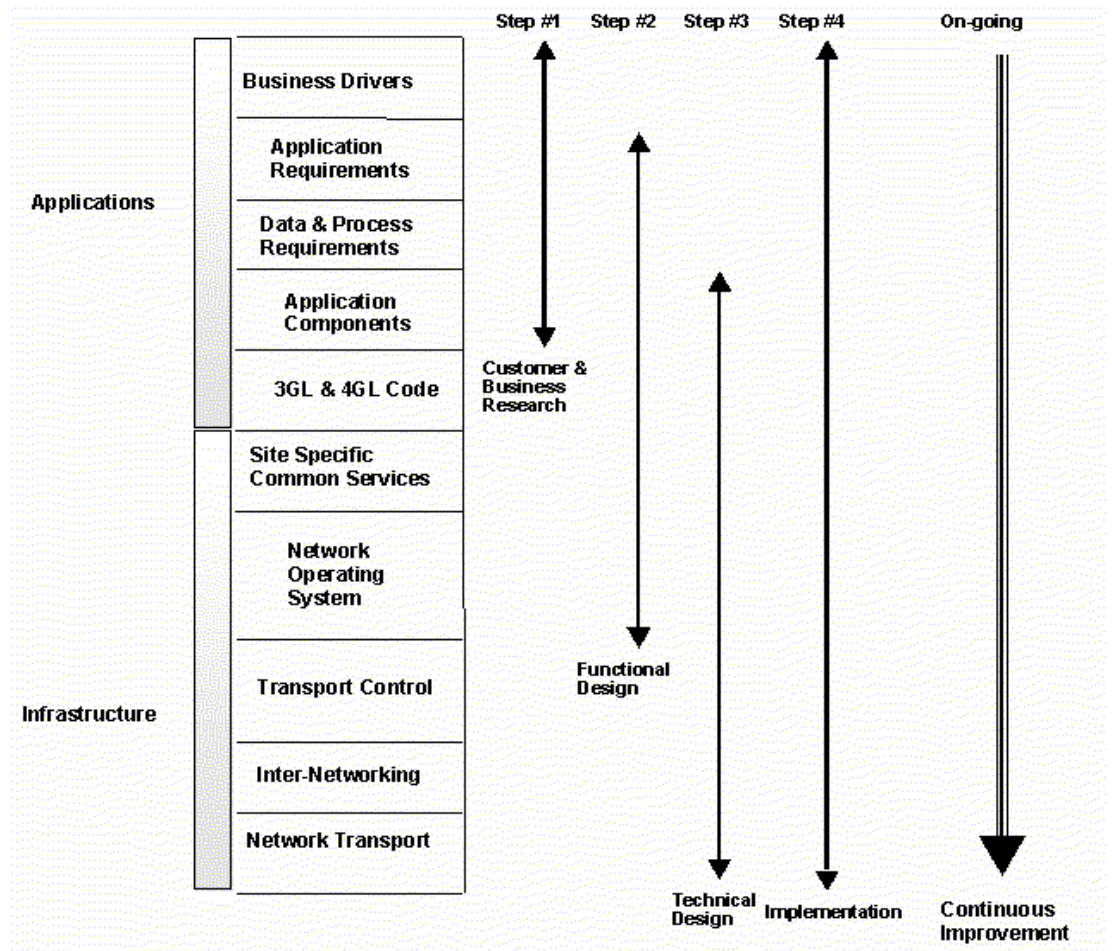 Step #1 Step #2 Step #3 Step #4 On-going
Business Drivers
Application
Requirements
Applications
Data & Process
Requirements
Application
Components
Customer &
Business
Research
3GL & 4GL Code
Site Specific
Common Services
Network
Operating
System
Functional
Design
Transport Control
Infrastructure
Inter-Networking
Network Transport
Technical
Design
Implementation
Continuous
Improvement